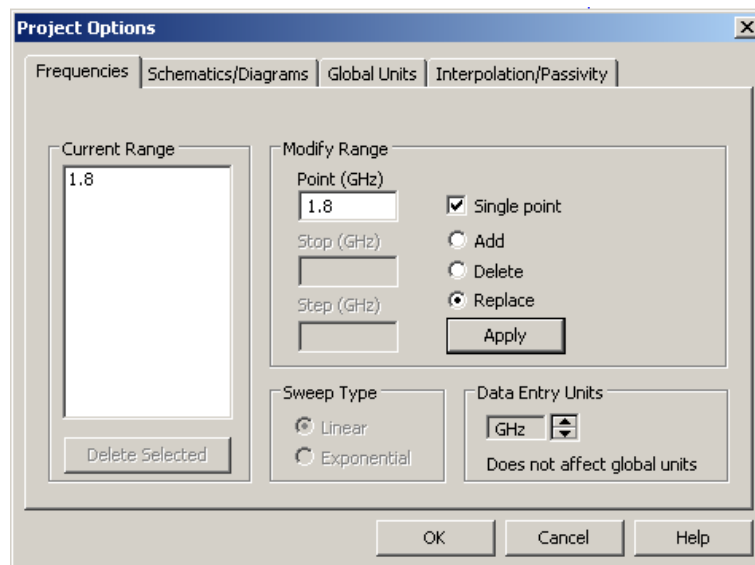 Project Options
Frequencies
Schematics/Diagrams
Global Units
Interpolation/Passivity
Current Range
1.8
Delete Selected
Modify Range
Point (GHz)
1.8
Stop (GHz)
Step (GHz)
Single point
Add
Delete
Replace
Apply
Sweep Type
Linear
Exponential
Data Entry Units
GHz
Does not affect global units
OK
Cancel
Help